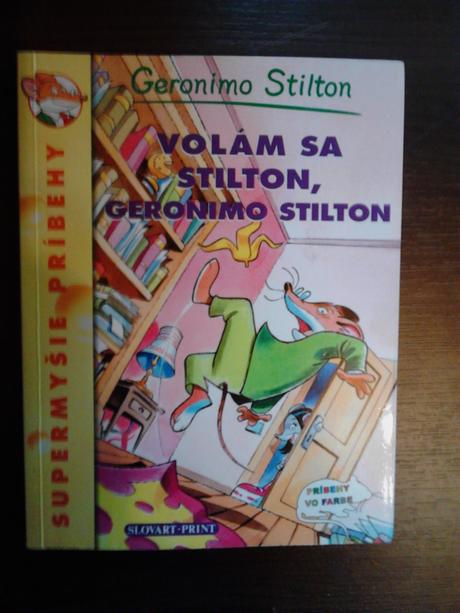 Geronimo Stilton
VOLÁM SA
STILTON,
GERONIMO STILTON
SUPERMYŠIE PRÍBEHY
PRÍBEHY
VO FARBE
SLOVART-PRINT